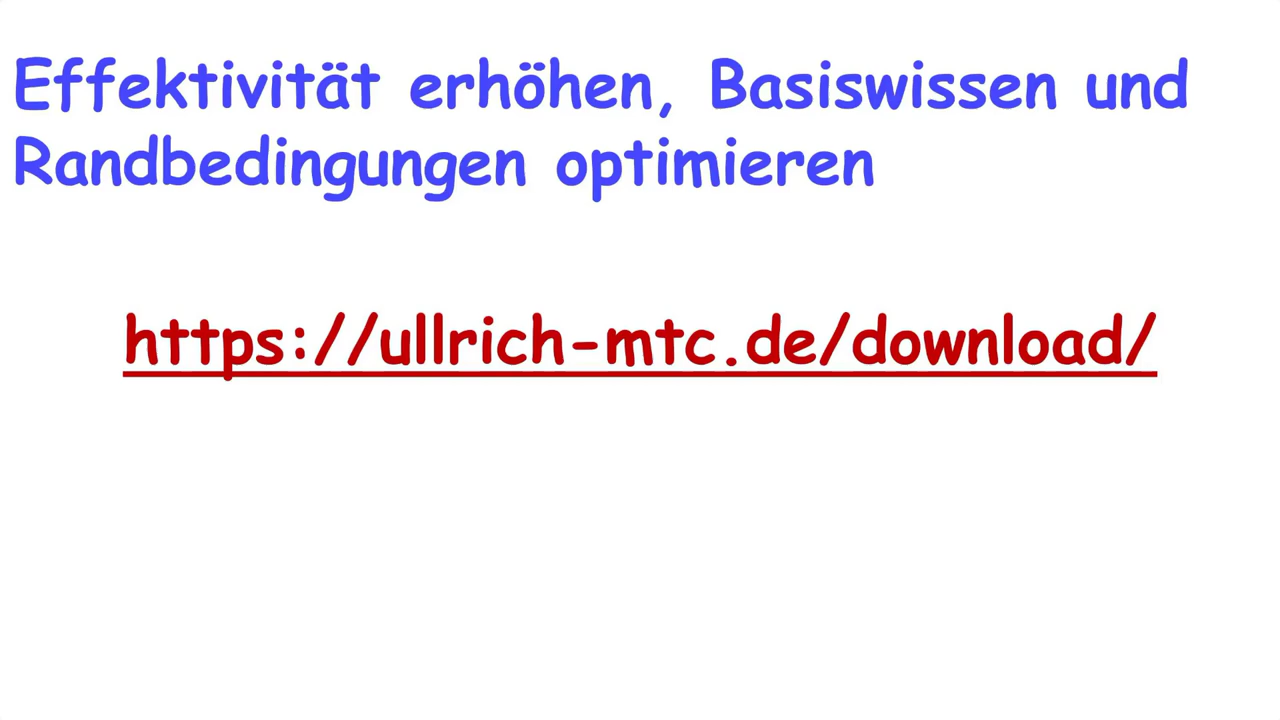 Effektivität erhöhen, Basiswissen und
Randbedingungen optimieren
https://ullrich-mtc.de/download/